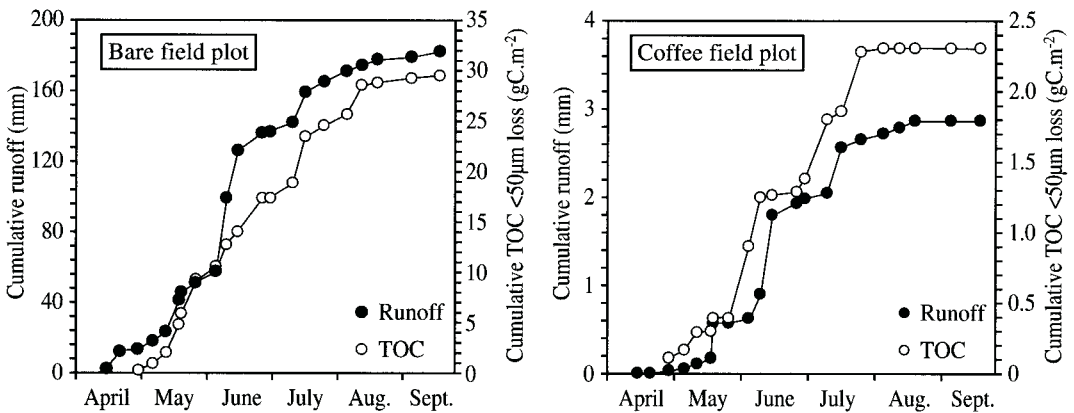 Bare field plot
Cumulative runoff (mm)
200
160
120
80
40
0
35
30
25
20
15
10
5
0
Cumulative TOC <50µm loss (gC.m⁻²)
Runoff
TOC
April May June July Aug. Sept.
Coffee field plot
Cumulative runoff (mm)
4
3
2
1
0
2.5
2.0
1.6
1.0
0.4
0
Cumulative TOC <50µm loss (gC.m⁻²)
Runoff
TOC
April May June July Aug. Sept.